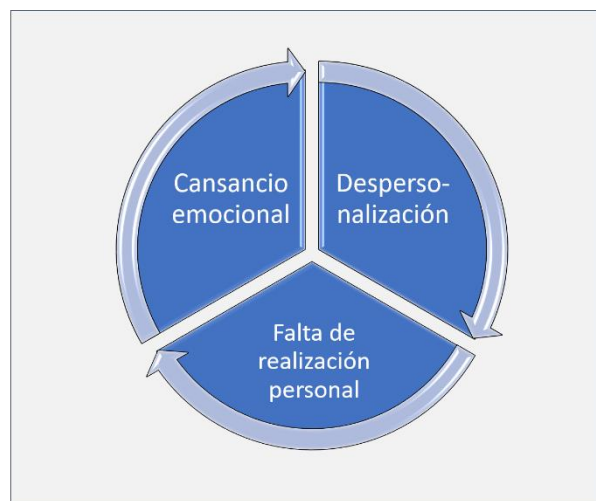 Cansancio
emocional
Desperso-
nalización
Falta de
realización
personal